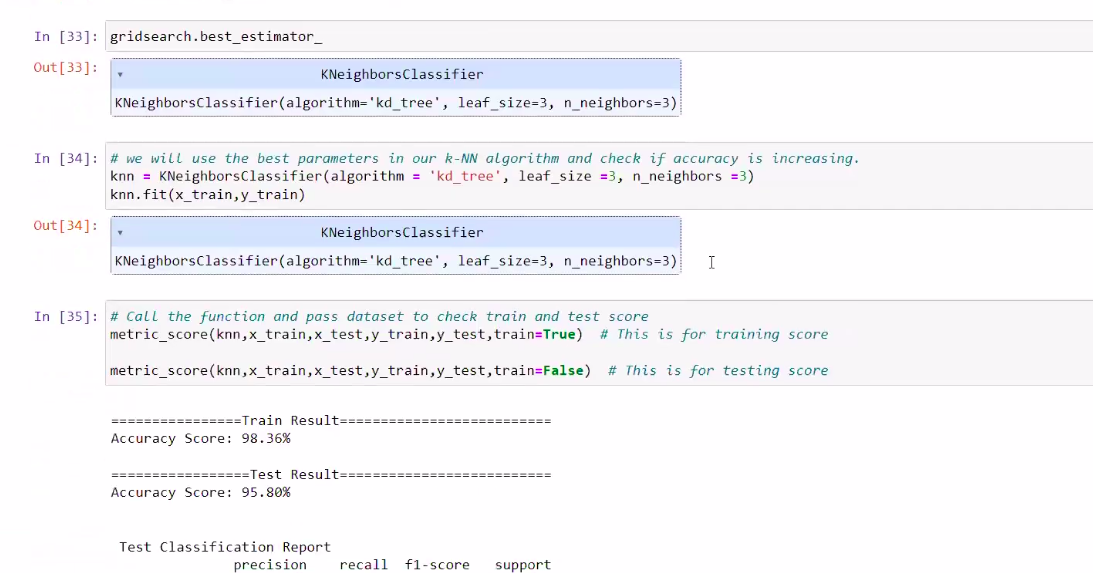 In [33]: gridsearch.best_estimator_
Out[33]: ▾ KNeighborsClassifier
KNeighborsClassifier(algorithm='kd_tree', leaf_size=3, n_neighbors=3)
In [34]: # we will use the best parameters in our k-NN algorithm and check if accuracy is increasing.
knn = KNeighborsClassifier(algorithm = 'kd_tree', leaf_size =3, n_neighbors =3)
knn.fit(x_train,y_train)
Out[34]: ▾ KNeighborsClassifier
KNeighborsClassifier(algorithm='kd_tree', leaf_size=3, n_neighbors=3)
In [35]: # Call the function and pass dataset to check train and test score
metric_score(knn,x_train,x_test,y_train,y_test,train=True)  # This is for training score
metric_score(knn,x_train,x_test,y_train,y_test,train=False)  # This is for testing score
================Train Result==========================
Accuracy Score: 98.36%
=================Test Result==========================
Accuracy Score: 95.80%
Test Classification Report
precision    recall  f1-score   support